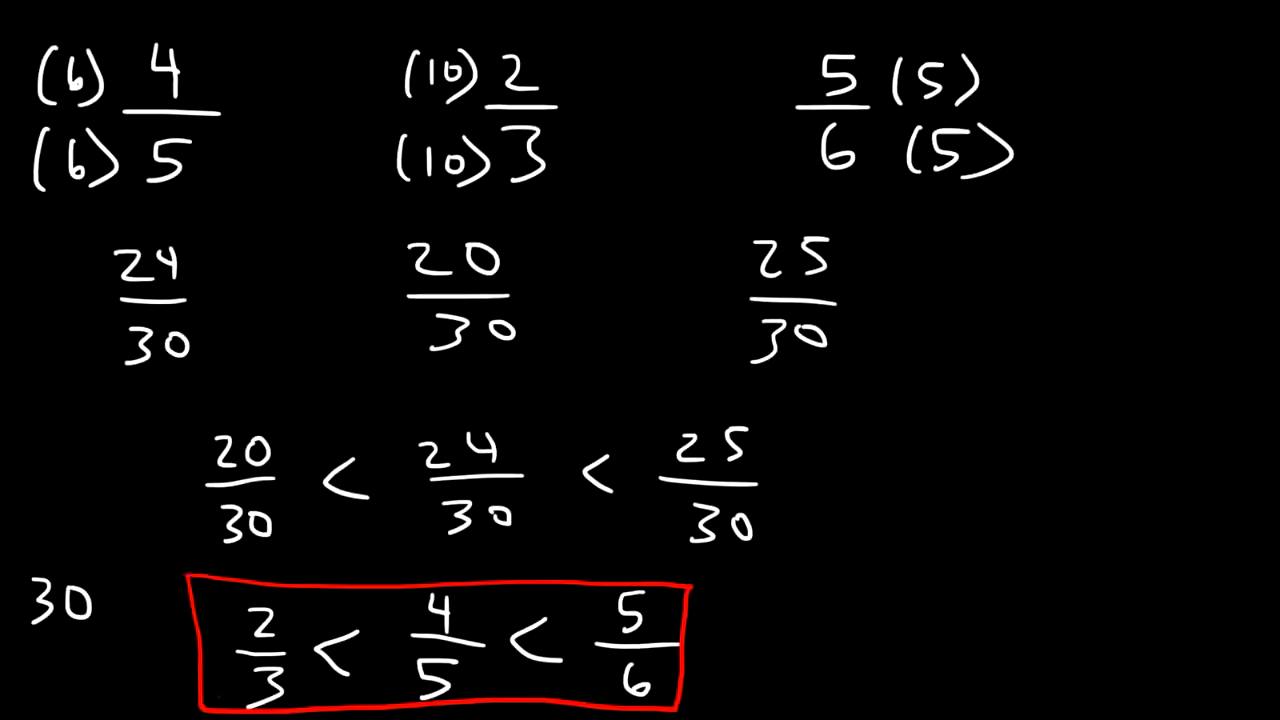 (6) 4 (10) 2 5 (5)
(6) 5 (10) 3 6 (5)
24 20 25
30 30 30
20 < 24 < 25
30 30 30
30
2 < 4 < 5
3 5 6